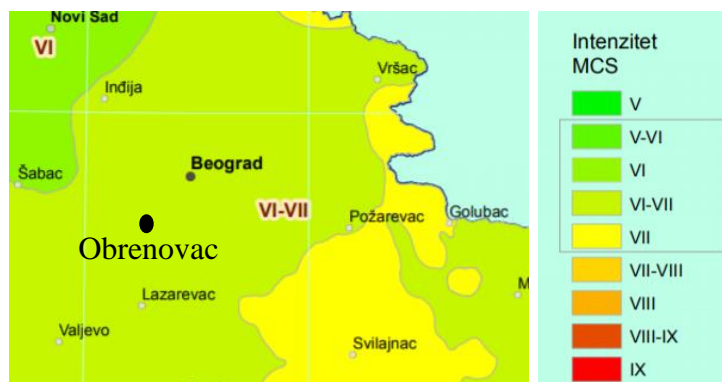 Novi Sad
VI
Vršac
Inđija
Beograd
Šabac
VI-VII
Golubac
Požarevac
Obrenovac
M
Lazarevac
Valjevo
Svilajnac
Intenzitet
MCS
V
V-VI
VI
VI-VII
VII
VII-VIII
VIII
VIII-IX
IX